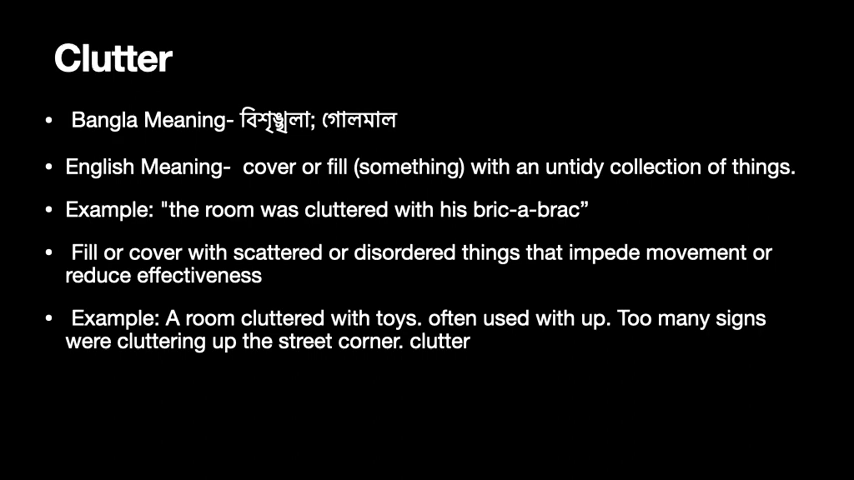 Clutter
• Bangla Meaning- বিশৃঙ্খলা; গোলমাল
• English Meaning- cover or fill (something) with an untidy collection of things.
• Example: "the room was cluttered with his bric-a-brac”
• Fill or cover with scattered or disordered things that impede movement or
reduce effectiveness
• Example: A room cluttered with toys. often used with up. Too many signs
were cluttering up the street corner. clutter